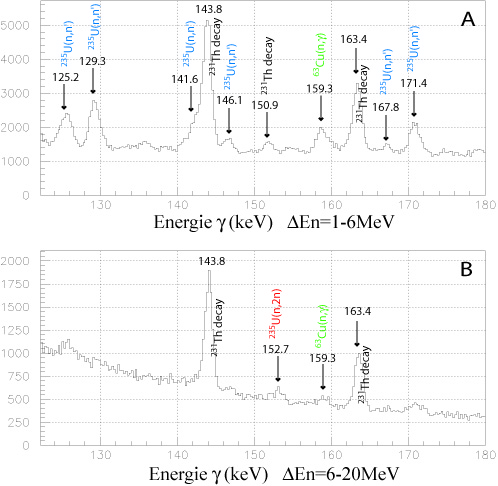 A
143.8
²³⁵U(n,n')
²³⁵U(n,n')
²³⁵U(n,n')
²³¹Th decay
²³⁵U(n,n')
²³¹Th decay
⁶³Cu(n,γ)
163.4
²³¹Th decay
²³⁵U(n,n')
²³⁵U(n,n')
125.2
129.3
141.6
146.1
150.9
159.3
167.8
171.4
5000
4000
3000
2000
1000
0
130 140 150 160 170 180
Energie γ (keV) ΔEn=1-6MeV
B
143.8
²³¹Th decay
²³⁵U(n,2n)
152.7
⁶³Cu(n,γ)
159.3
163.4
²³¹Th decay
2000
1750
1500
1250
1000
750
500
250
0
130 140 150 160 170 180
Energie γ (keV) ΔEn=6-20MeV